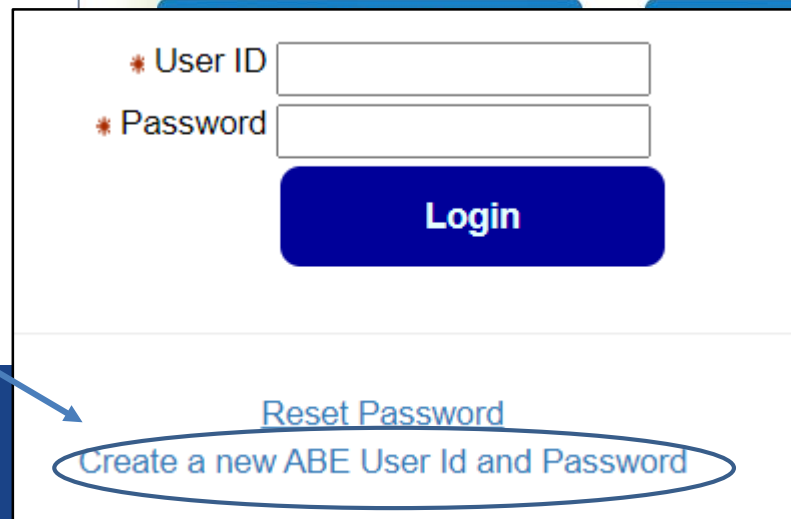 * User ID
* Password
Login
Reset Password
Create a new ABE User Id and Password